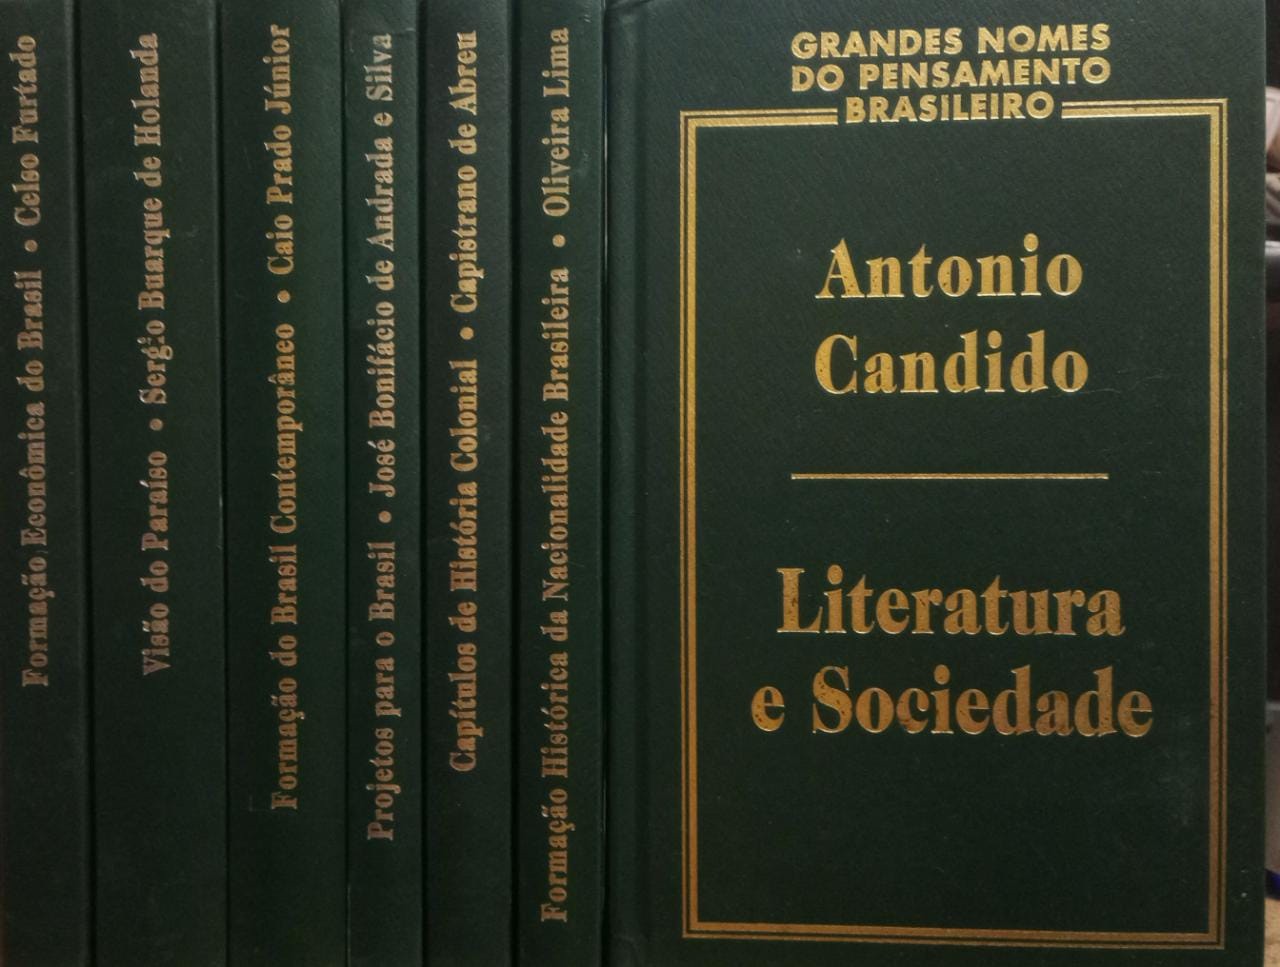 Formação Econômica do Brasil • Celso Furtado
Visão do Paraíso • Sergio Buarque de Holanda
Formação do Brasil Contemporâneo • Caio Prado Júnior
Projetos para o Brasil • José Bonifácio de Andrada e Silva
Capítulos de História Colonial • Capistrano de Abreu
Formação Histórica da Nacionalidade Brasileira • Oliveira Lima
GRANDES NOMES
DO PENSAMENTO
BRASILEIRO
Antonio
Candido
Literatura
e Sociedade